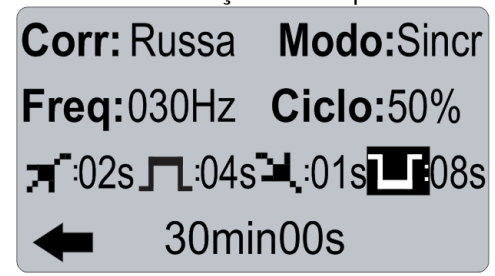 Corr: Russa Modo:Sincr
Freq:030Hz Ciclo:50%
:02s :04s :01s :08s
30min00s